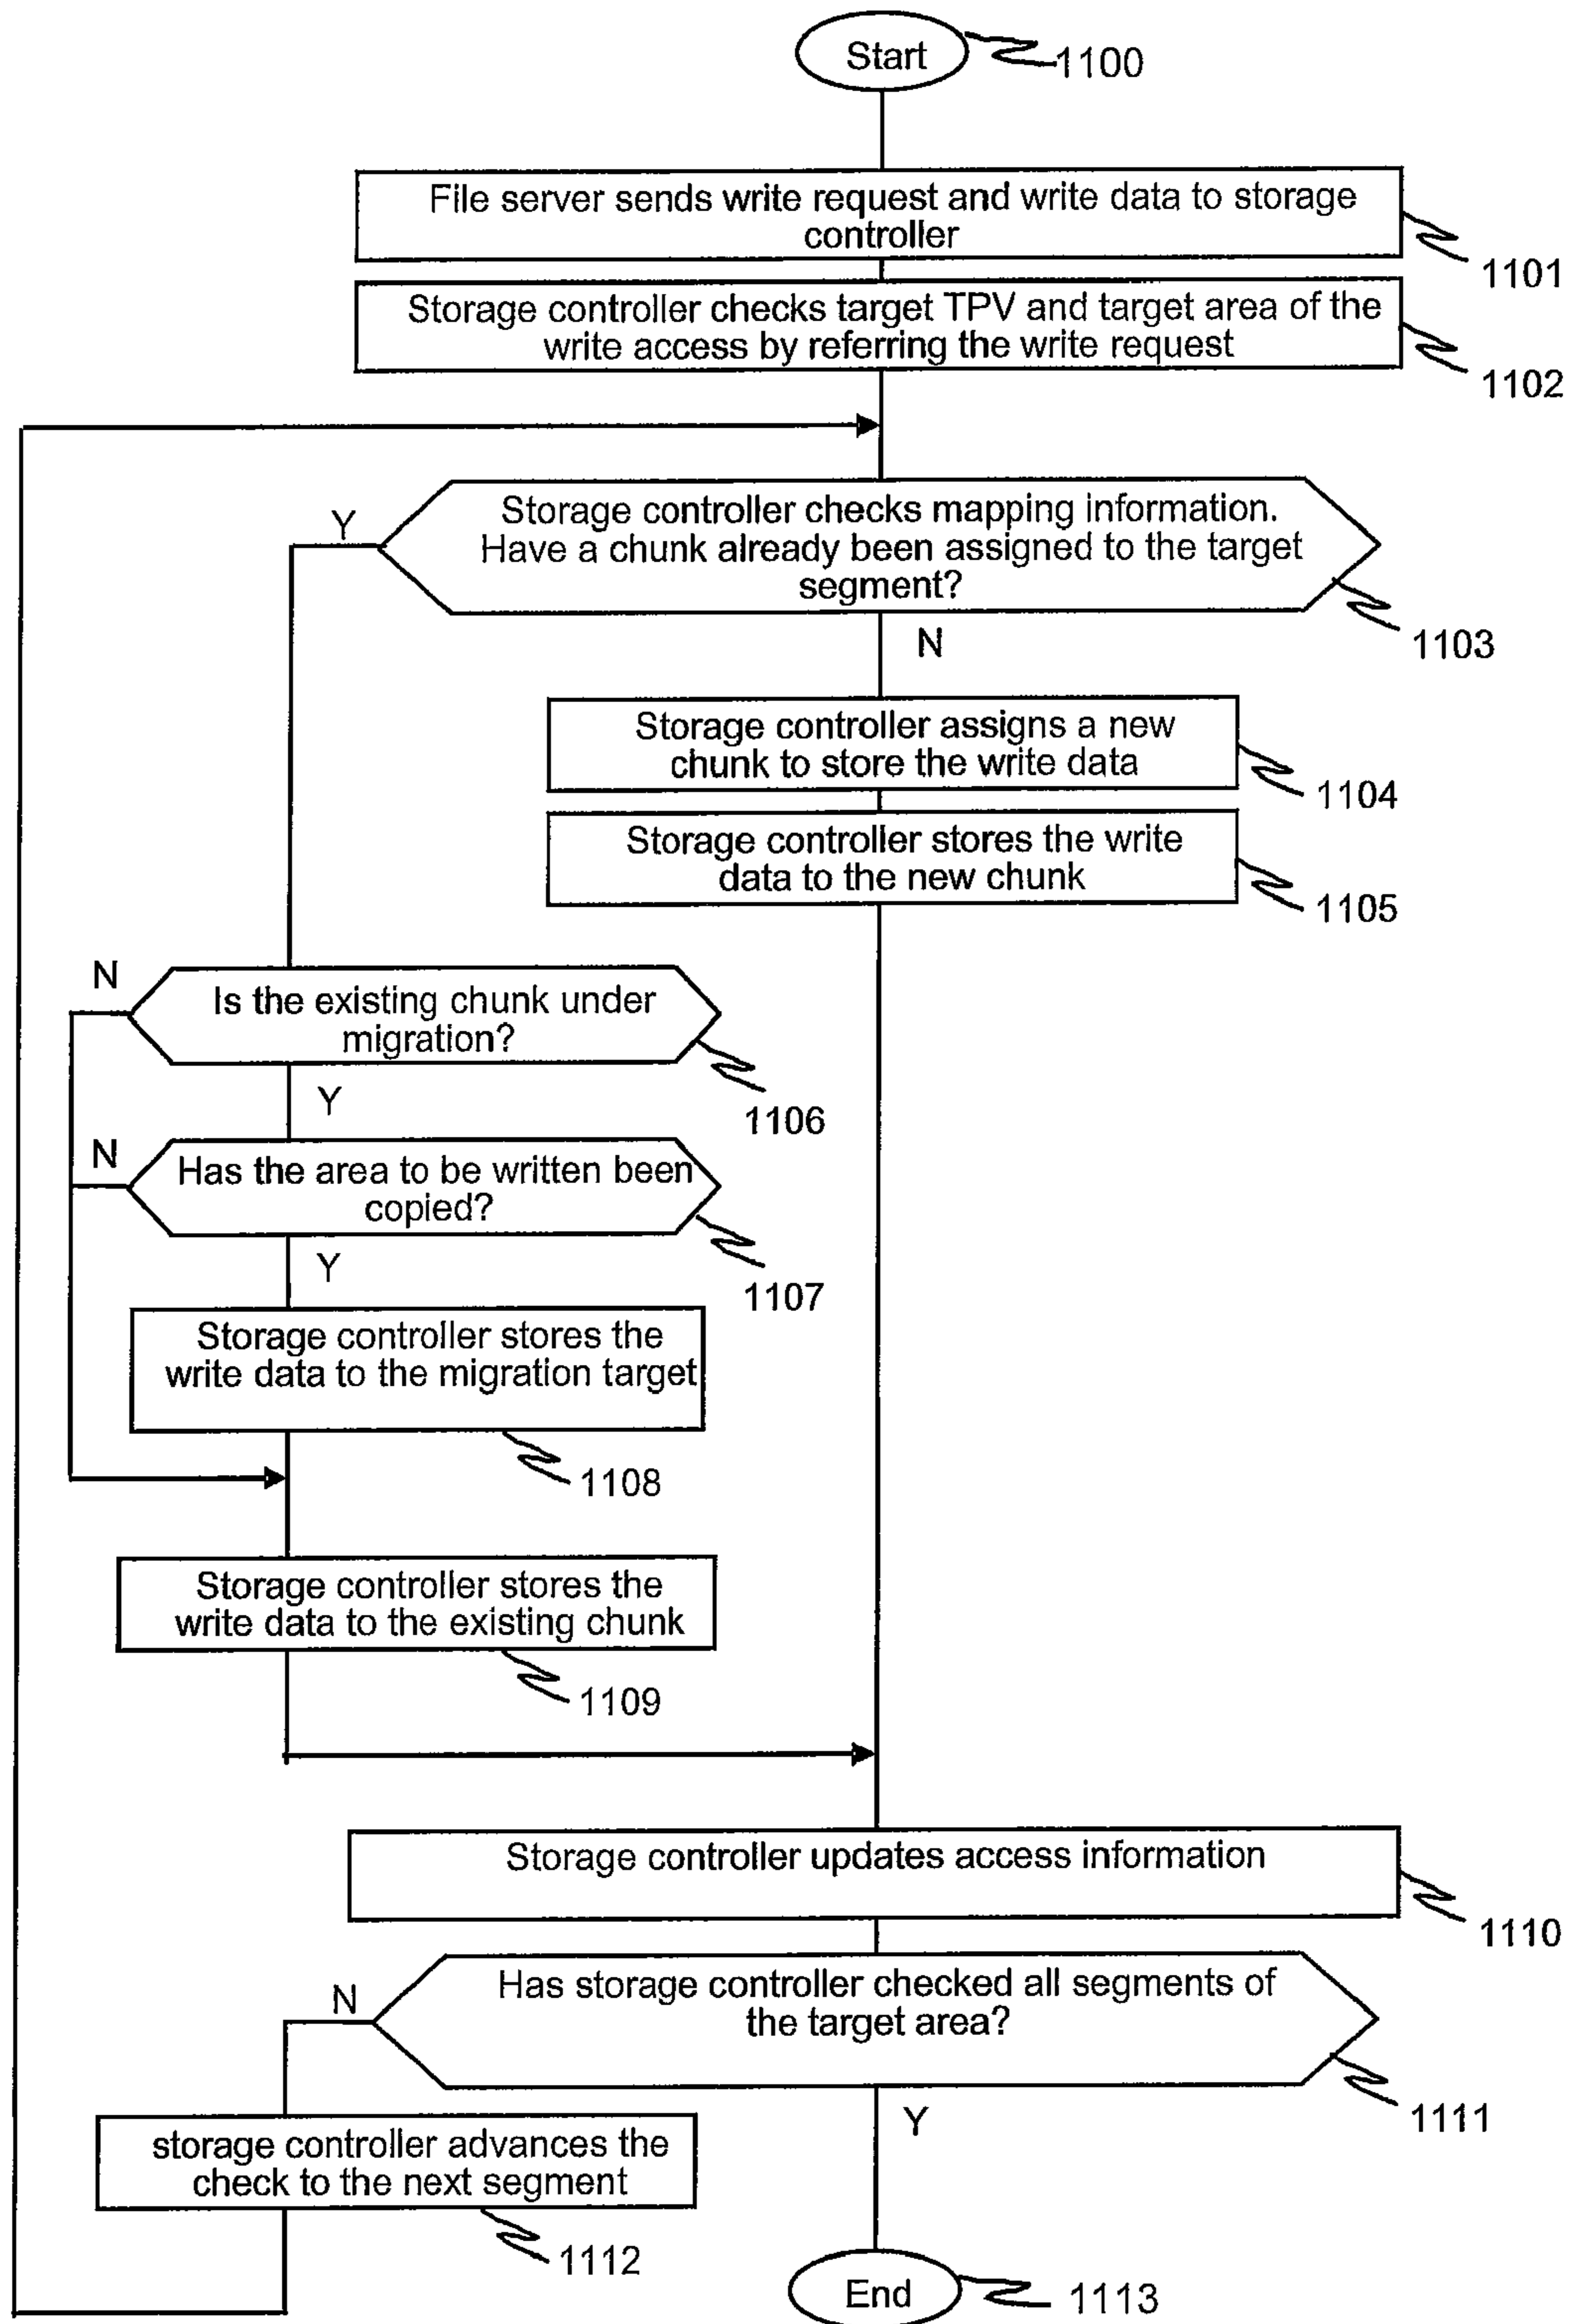 Start
1100
File server sends write request and write data to storage
controller
1101
Storage controller checks target TPV and target area of the
write access by referring the write request
1102
Y
Storage controller checks mapping information.
Have a chunk already been assigned to the target
segment?
1103
N
Storage controller assigns a new
chunk to store the write data
1104
Storage controller stores the write
data to the new chunk
1105
N
Is the existing chunk under
migration?
1106
Y
N
Has the area to be written been
copied?
1107
Y
Storage controller stores the
write data to the migration target
1108
Storage controller stores the
write data to the existing chunk
1109
Storage controller updates access information
1110
N
Has storage controller checked all segments of
the target area?
1111
Y
storage controller advances the
check to the next segment
1112
End
1113